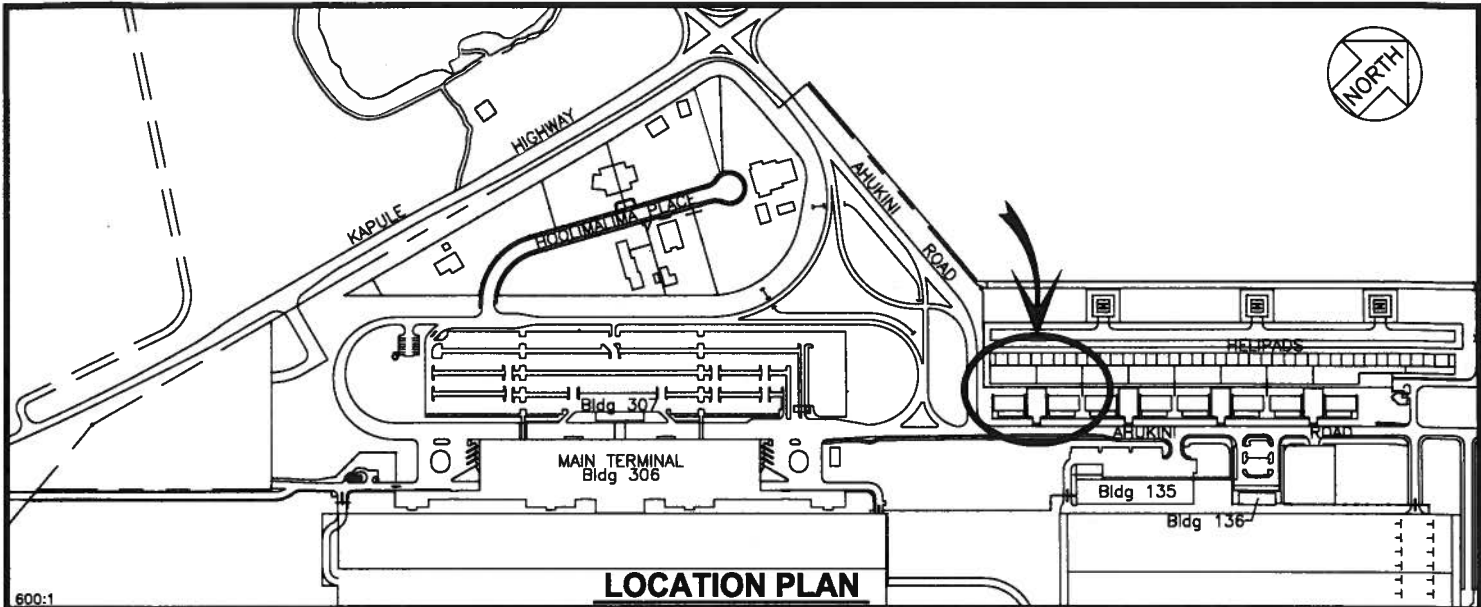 NORTH
HIGHWAY
KAPULE
HOOLIMALIMA PLACE
AHUKINI
ROAD
HELIPADS
Bldg 307
AHUKINI ROAD
MAIN TERMINAL
Bldg 306
Bldg 135
Bldg 136
LOCATION PLAN
600:1